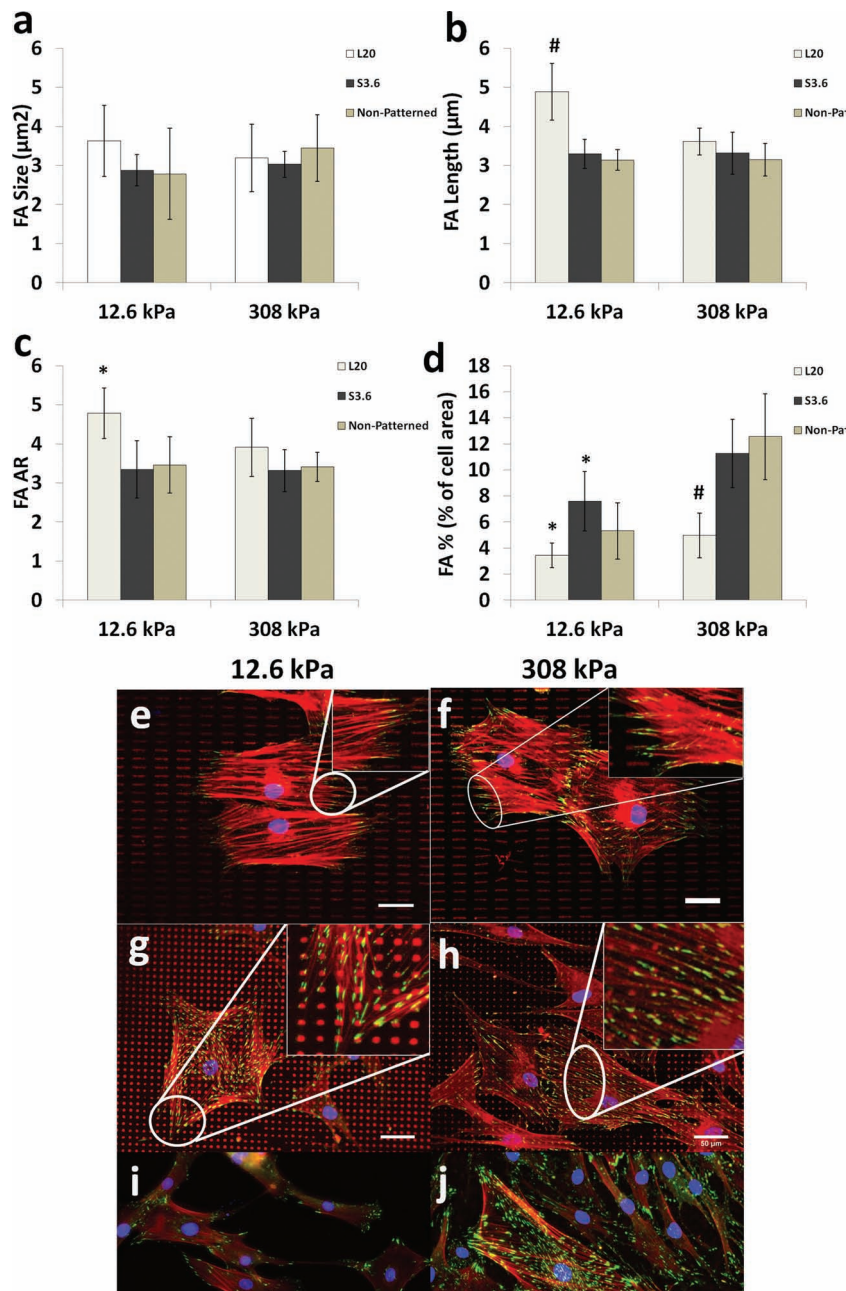 a
FA Size (μm2)
6
5
4
3
2
1
0
L20
S3.6
Non-Patterned
12.6 kPa
308 kPa
b
FA Length (μm)
6
5
4
3
2
1
0
#
L20
S3.6
Non-Pat
12.6 kPa
308 kPa
c
FA AR
6
5
4
3
2
1
0
*
L20
S3.6
Non-Patterned
12.6 kPa
308 kPa
d
FA % (% of cell area)
18
16
14
12
10
8
6
4
2
0
*
*
#
L20
S3.6
Non-Pa
12.6 kPa
308 kPa
12.6 kPa
308 kPa
e
f
g
h
50 μm
i
j